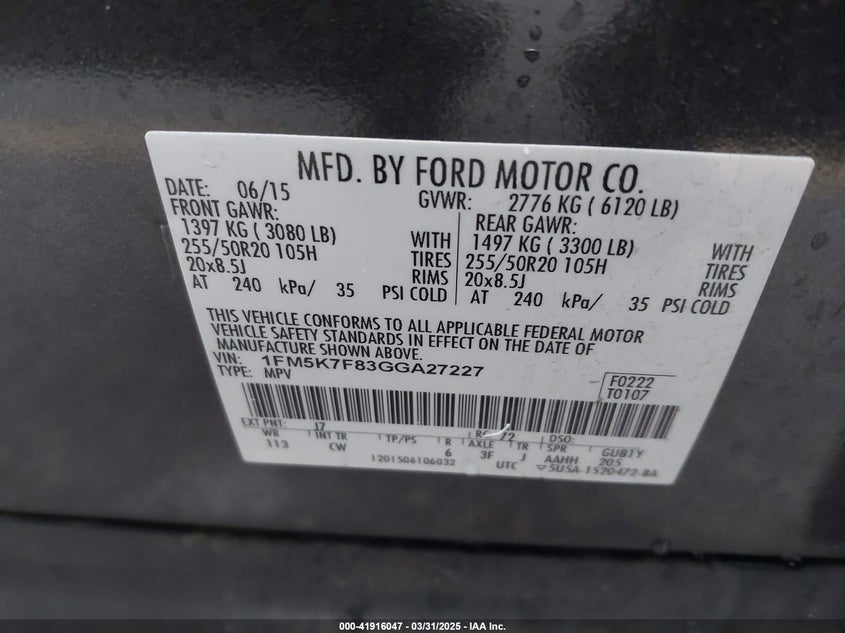 MFD. BY FORD MOTOR CO.
DATE: 06/15 GVWR: 2776 KG ( 6120 LB)
FRONT GAWR: REAR GAWR:
1397 KG ( 3080 LB) WITH 1497 KG ( 3300 LB) WITH
255/50R20 105H TIRES 255/50R20 105H TIRES
20x8.5J RIMS 20x8.5J RIMS
AT 240 kPa/ 35 PSI COLD AT 240 kPa/ 35 PSI COLD
THIS VEHICLE CONFORMS TO ALL APPLICABLE FEDERAL MOTOR
VEHICLE SAFETY STANDARDS IN EFFECT ON THE DATE OF
MANUFACTURE SHOWN ABOVE.
VIN: 1FM5K7F83GGA27227
TYPE: MPV
F0222
T0107
EXT PNT: J7 72 DSO:
WB INT TR TP/PS R AXLE TR SPR GUBTY
113 CW 6 3F J AAHH 205
1201506106032 UTC 5U5A-1520472-BA
000-41916047 — 03/31/2025 — IAA Inc.